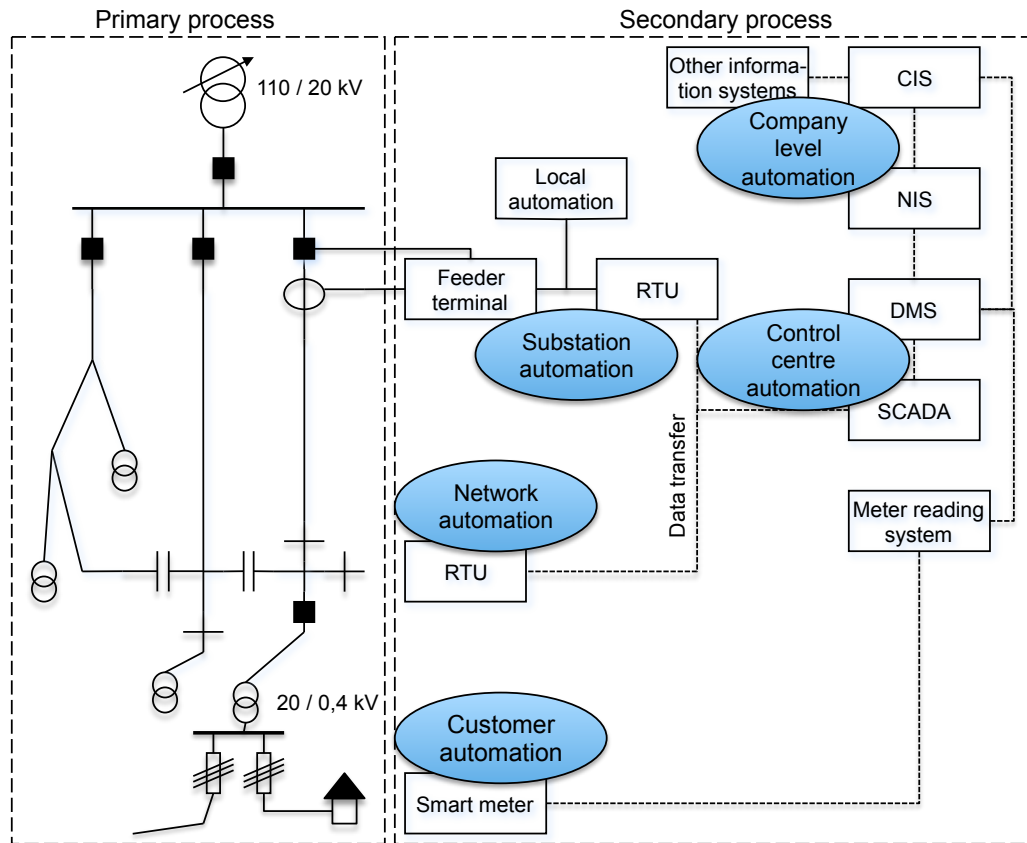 Primary process
Secondary process
110 / 20 kV
Other informa-
tion systems
CIS
Company
level
automation
NIS
Local
automation
Feeder
terminal
RTU
DMS
Substation
automation
Control
centre
automation
SCADA
Data transfer
Network
automation
RTU
Meter reading
system
20 / 0,4 kV
Customer
automation
Smart meter